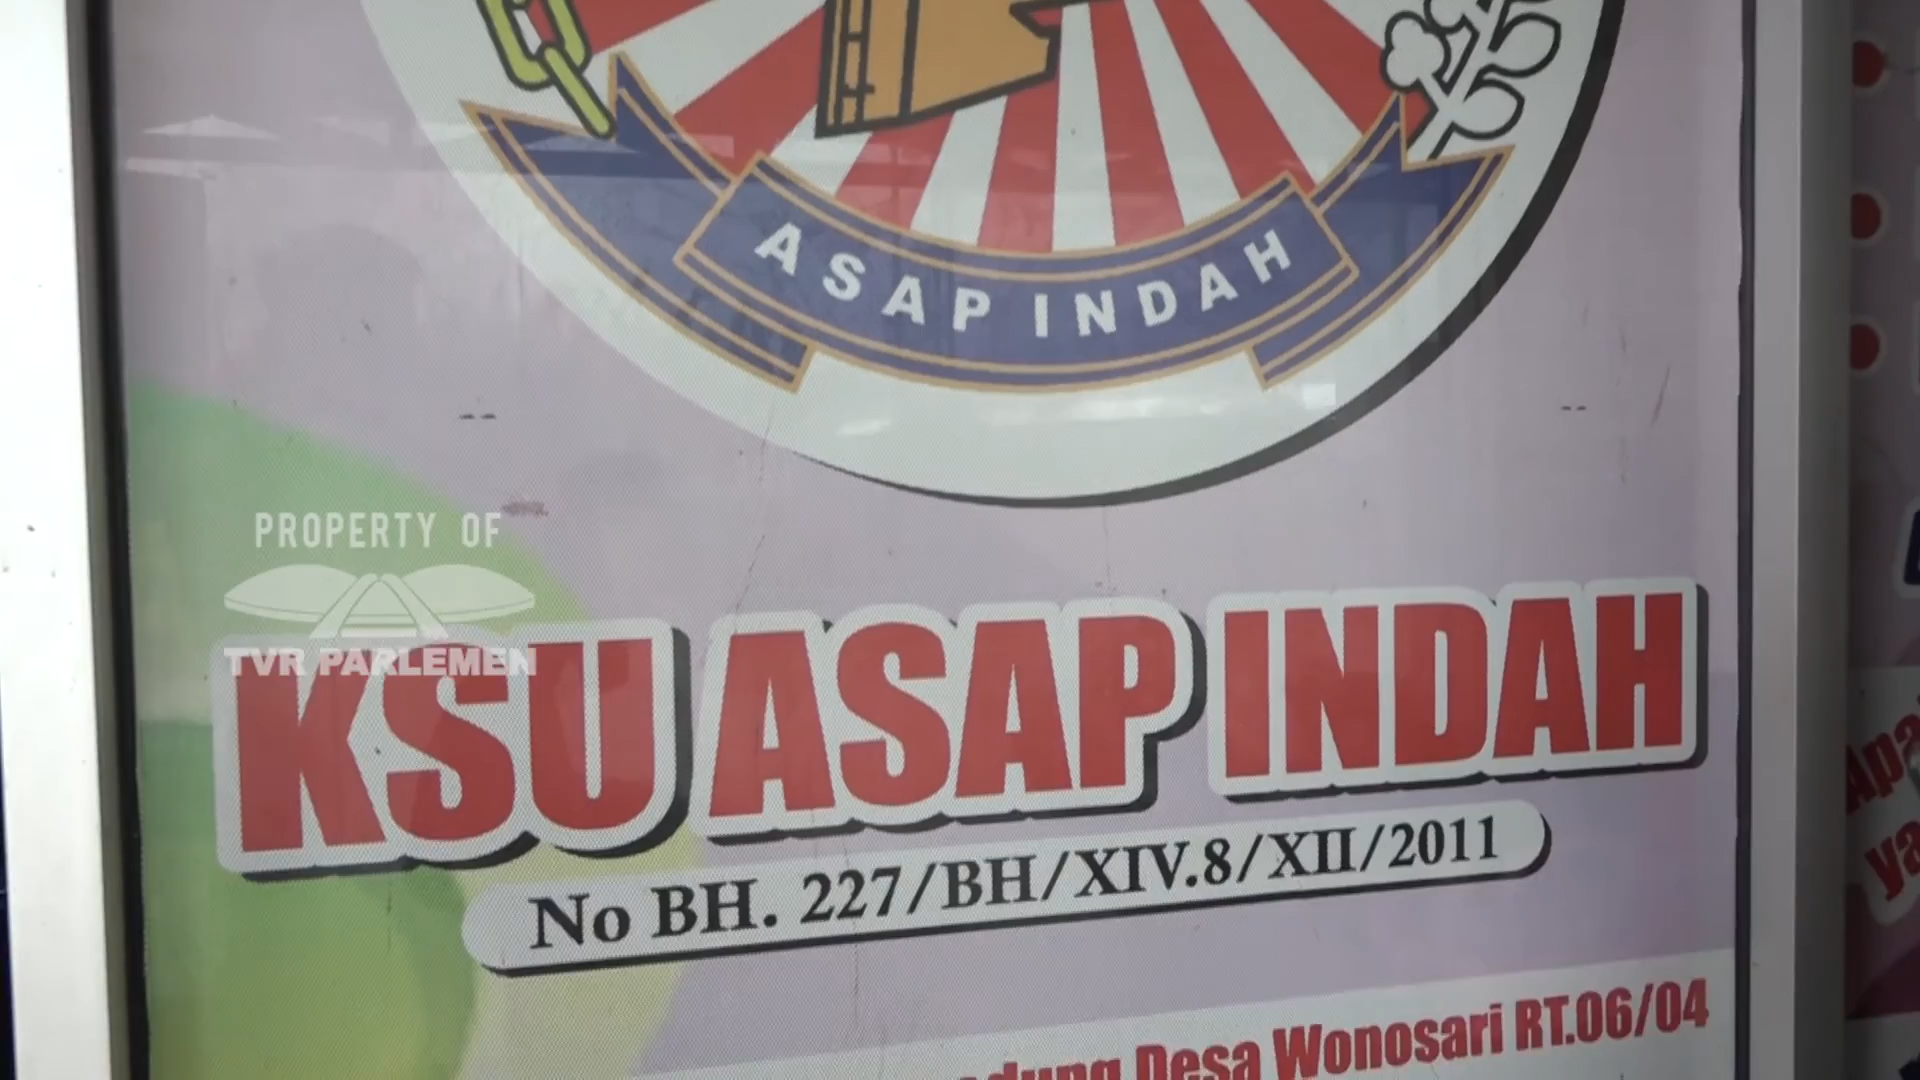 ASAP INDAH
PROPERTY OF
TVR PARLEMEN
KSU ASAP INDAH
No BH. 227/BH/XIV.8/XII/2011
Desa Wonosari RT.06/04